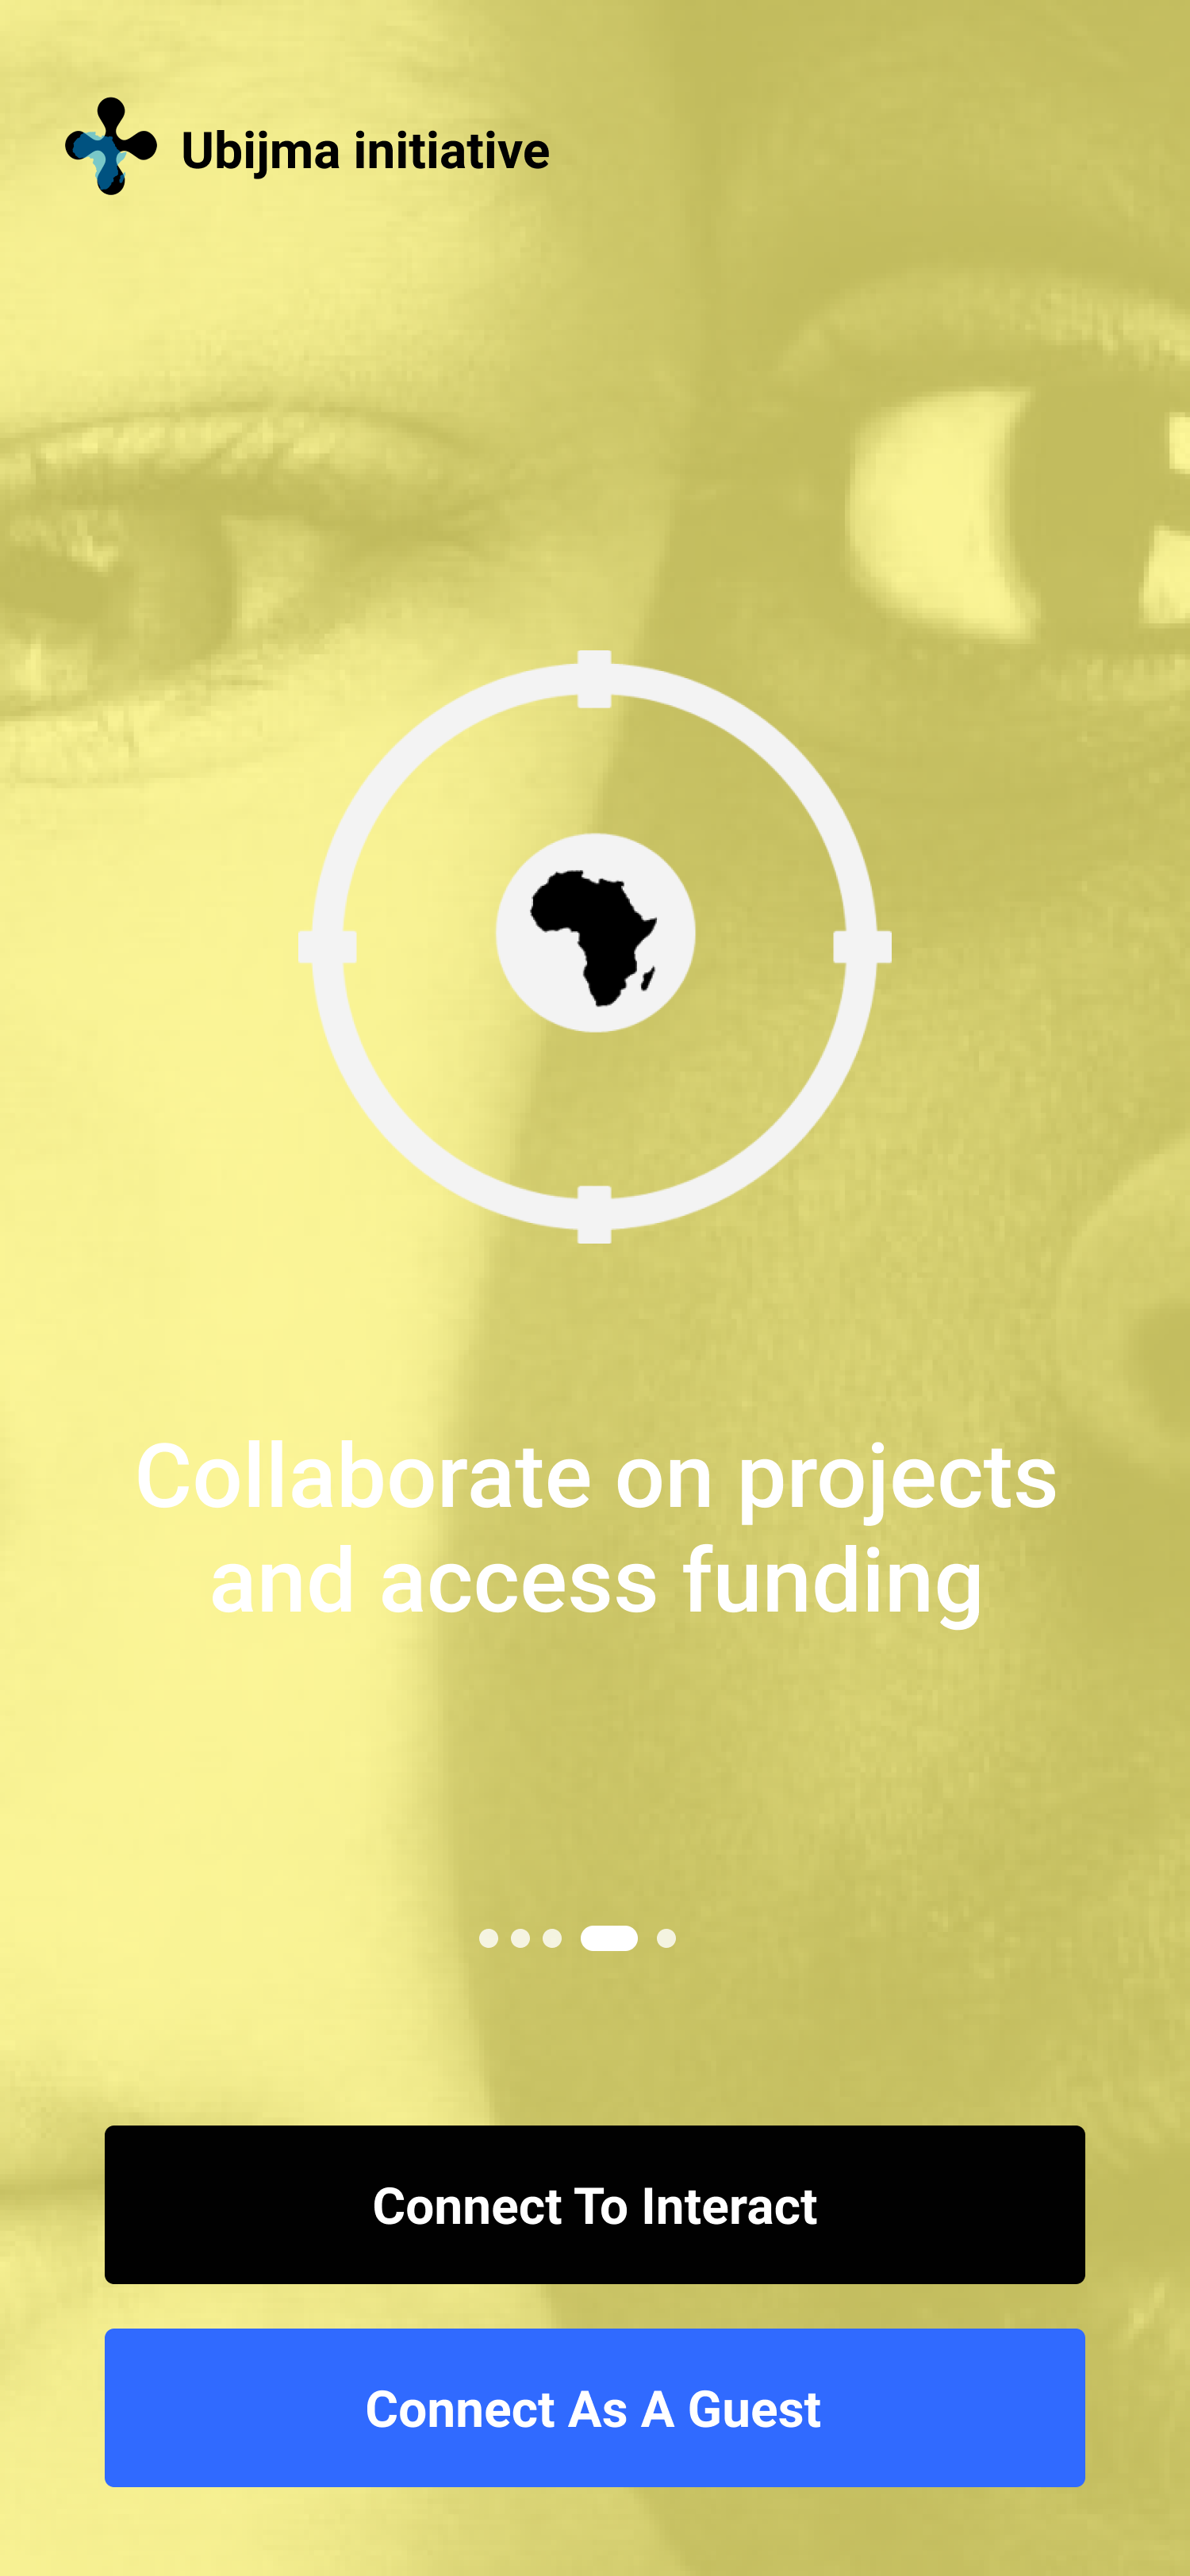 Ubijma initiative
Collaborate on projects
and access funding
Connect To Interact
Connect As A Guest